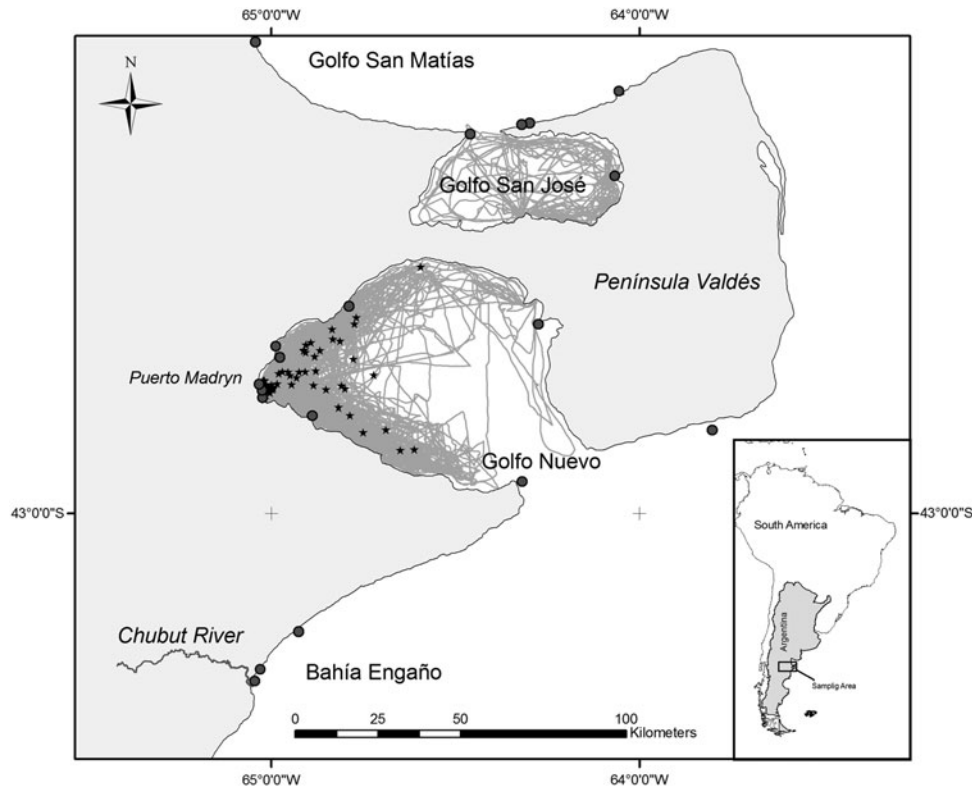 65°0'0"W 64°0'0"W
N
Golfo San Matías
Golfo San José
Península Valdés
Puerto Madryn
Golfo Nuevo
43°0'0"S 43°0'0"S
South America
Argentina
Samplig Area
Chubut River
Bahía Engaño
0 25 50 100
Kilometers
65°0'0"W 64°0'0"W